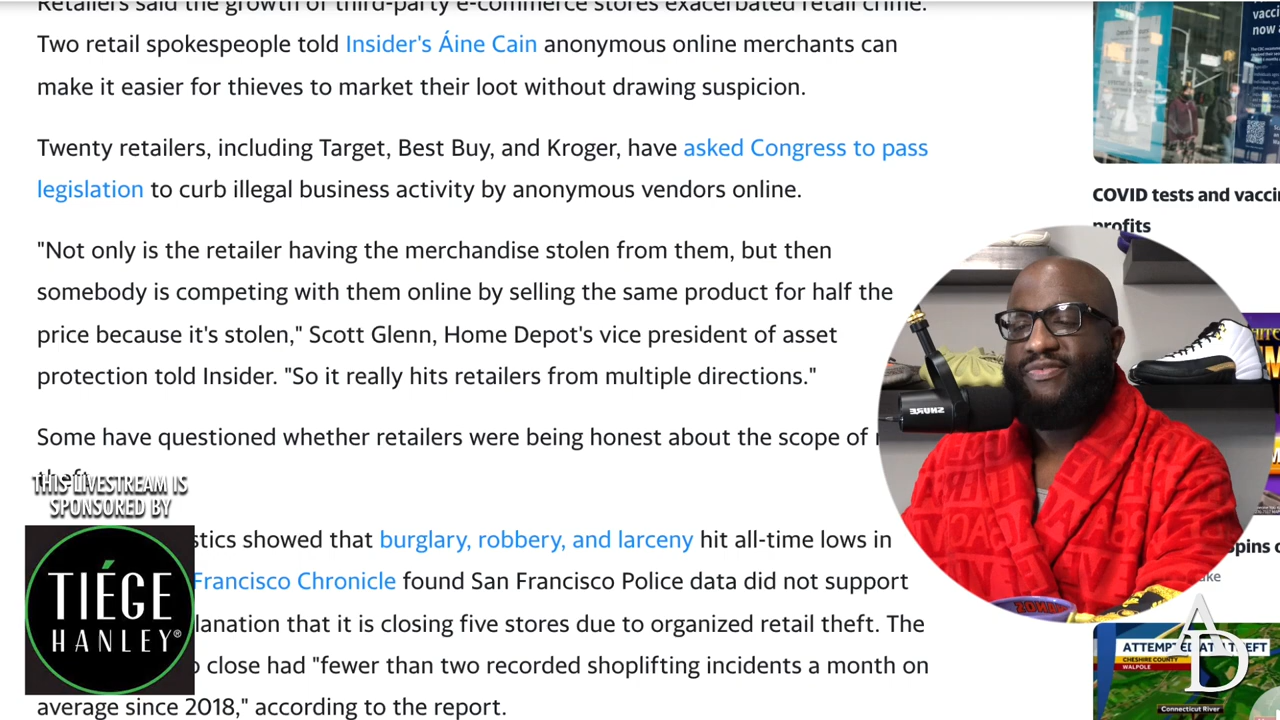 Retailers said the growth of third-party e-commerce stores exacerbated retail crime.
Two retail spokespeople told Insider's Áine Cain anonymous online merchants can
make it easier for thieves to market their loot without drawing suspicion.
Twenty retailers, including Target, Best Buy, and Kroger, have asked Congress to pass
legislation to curb illegal business activity by anonymous vendors online.
"Not only is the retailer having the merchandise stolen from them, but then
somebody is competing with them online by selling the same product for half the
price because it's stolen," Scott Glenn, Home Depot's vice president of asset
protection told Insider. "So it really hits retailers from multiple directions."
Some have questioned whether retailers were being honest about the scope of
theft.
stics showed that burglary, robbery, and larceny hit all-time lows in
Francisco Chronicle found San Francisco Police data did not support
lanation that it is closing five stores due to organized retail theft. The
close had "fewer than two recorded shoplifting incidents a month on
average since 2018," according to the report.
THIS LIVESTREAM IS
SPONSORED BY
TIÉGE
HANLEY®
COVID tests and vacci
profits
SHURE
AD
ATTEMPTED ATM THEFT
CHESHIRE COUNTY
WALPOLE
Connecticut River